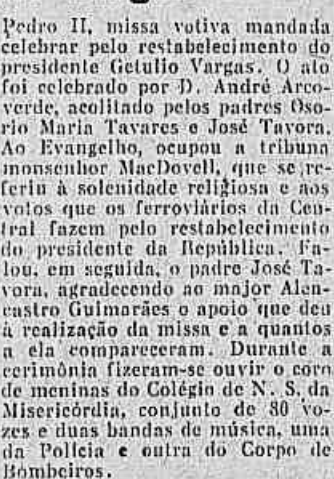 Pedro II, missa votiva mandada
celebrar pelo restabelecimento do
presidente Getulio Vargas. O ato
foi celebrado por D. André Arco-
verde, acolitado pelos padres Oso-
rio Maria Tavares e José Tavora.
Ao Evangelho, ocupou a tribuna
monsenhor MacDovell, que se re-
feriu à solenidade religiosa e aos
votos que os ferroviários da Cen-
tral fazem pelo restabelecimento
do presidente da República. Fa-
lou, em seguida, o padre José Ta-
vora, agradecendo ao major Alen-
castro Guimarães o apoio que deu
à realização da missa e a quantos
a ela compareceram. Durante a
cerimônia fizeram-se ouvir o coro
de meninas do Colégio de N. S. da
Misericórdia, conjunto de 80 vo-
zes e duas bandas de música, uma
da Policia e outra do Corpo de
Bombeiros.